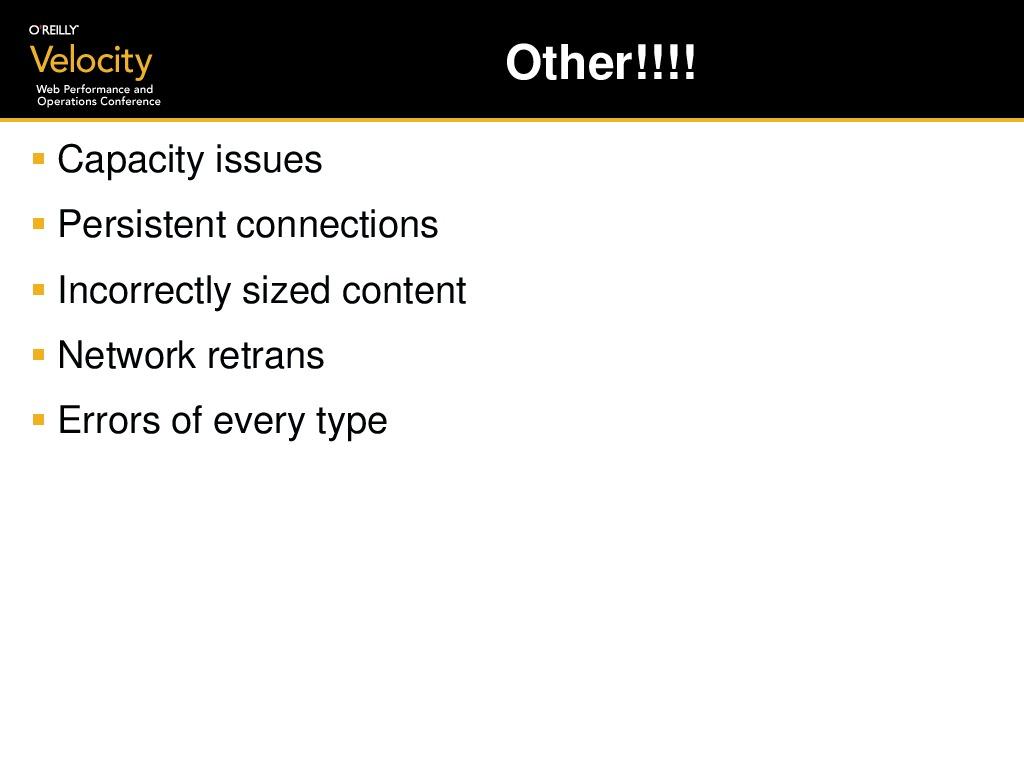 O'REILLY
Velocity
Web Performance and
Operations Conference
Other!!!!
Capacity issues
Persistent connections
Incorrectly sized content
Network retrans
Errors of every type